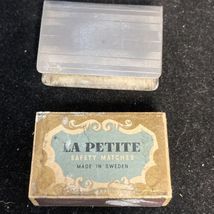 LA PETITE
SAFETY MATCHES
MADE IN SWEDEN